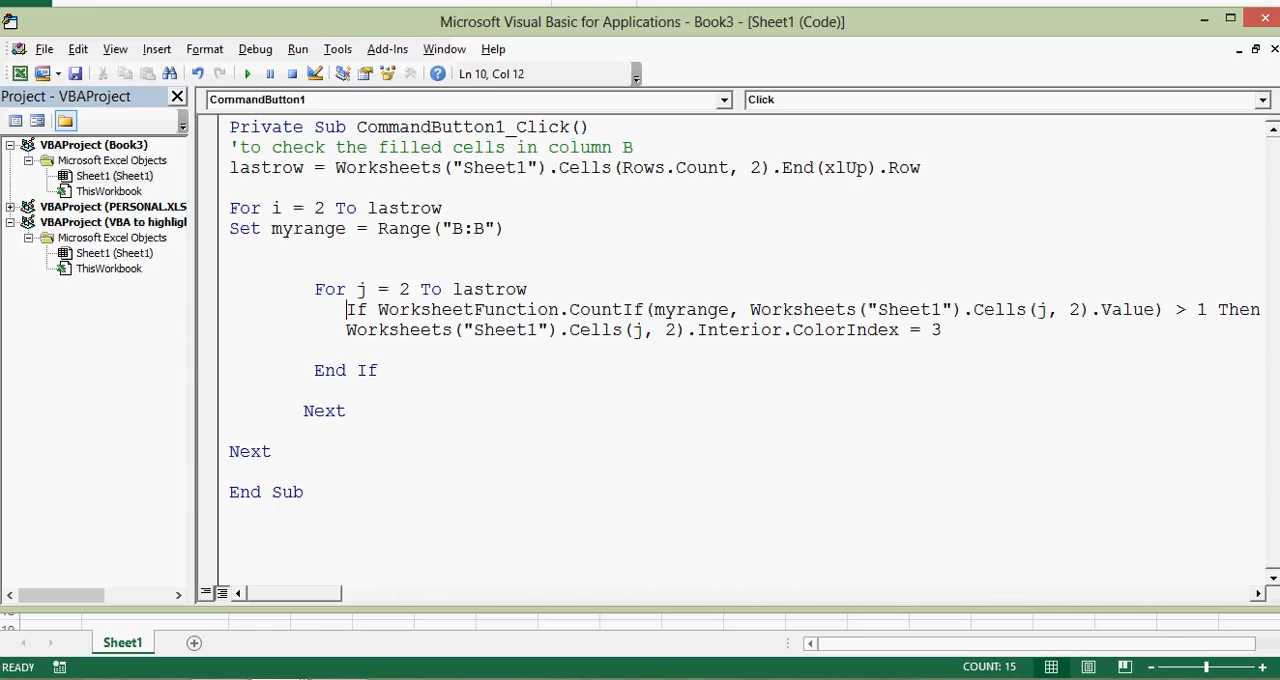 Microsoft Visual Basic for Applications - Book3 - [Sheet1 (Code)]
File Edit View Insert Format Debug Run Tools Add-Ins Window Help
Ln 10, Col 12
Project - VBAProject
CommandButton1 Click
VBAProject (Book3)
Microsoft Excel Objects
Sheet1 (Sheet1)
ThisWorkbook
VBAProject (PERSONAL.XLS
VBAProject (VBA to highligl
Microsoft Excel Objects
Sheet1 (Sheet1)
ThisWorkbook
Private Sub CommandButton1_Click()
'to check the filled cells in column B
lastrow = Worksheets("Sheet1").Cells(Rows.Count, 2).End(xlUp).Row
For i = 2 To lastrow
Set myrange = Range("B:B")
For j = 2 To lastrow
If WorksheetFunction.CountIf(myrange, Worksheets("Sheet1").Cells(j, 2).Value) > 1 Then
Worksheets("Sheet1").Cells(j, 2).Interior.ColorIndex = 3
End If
Next
Next
End Sub
Sheet1
READY
COUNT: 15